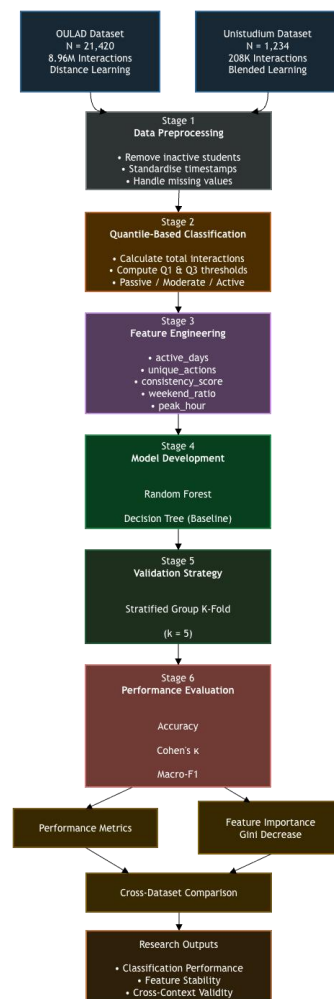 OULAD Dataset
N = 21,420
8.96M Interactions
Distance Learning
Unistudium Dataset
N = 1,234
208K Interactions
Blended Learning
Stage 1
Data Preprocessing
• Remove inactive students
• Standardise timestamps
• Handle missing values
Stage 2
Quantile-Based Classification
• Calculate total interactions
• Compute Q1 & Q3 thresholds
• Passive / Moderate / Active
Stage 3
Feature Engineering
• active_days
• unique_actions
• consistency_score
• weekend_ratio
• peak_hour
Stage 4
Model Development
Random Forest
Decision Tree (Baseline)
Stage 5
Validation Strategy
Stratified Group K-Fold
(k = 5)
Stage 6
Performance Evaluation
Accuracy
Cohen's κ
Macro-F1
Performance Metrics
Feature Importance
Gini Decrease
Cross-Dataset Comparison
Research Outputs
• Classification Performance
• Feature Stability
• Cross-Context Validity